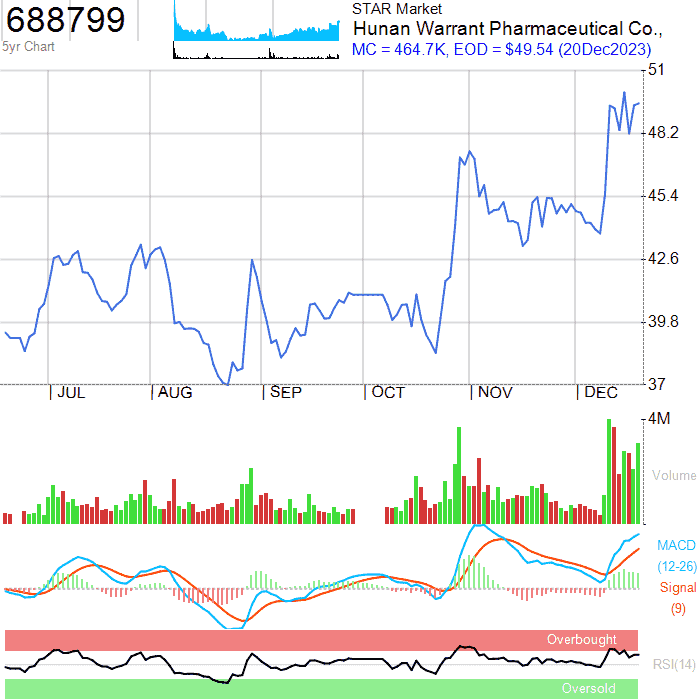 688799
5yr Chart
STAR Market
Hunan Warrant Pharmaceutical Co.,
MC = 464.7K, EOD = $49.54 (20Dec2023)
51
48.2
45.4
42.6
39.8
37
JUL AUG SEP OCT NOV DEC
4M
Volume
MACD
(12-26)
Signal
(9)
Overbought
RSI(14)
Oversold